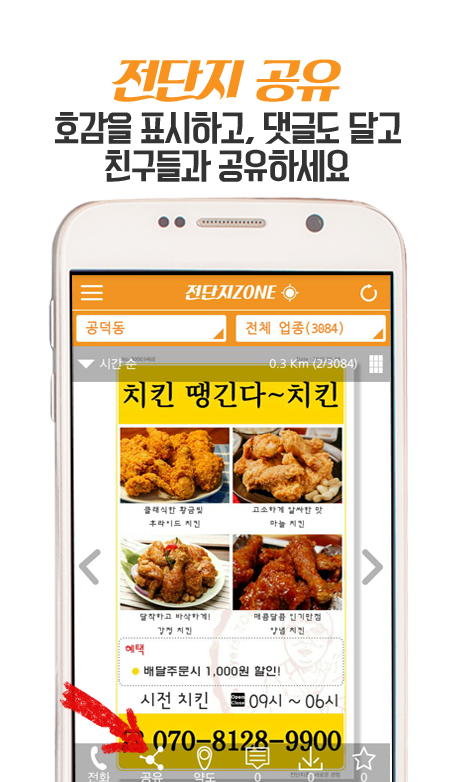 전단지 공유
호감을 표시하고, 댓글도 달고
친구들과 공유하세요
전단지ZONE
공덕동 전체 업종(3084)
시간 순 0.3 Km (2/3084)
치킨 땡긴다~치킨
클래식한 황금빛 고소하게 알싸한 맛
후라이드 치킨 마늘 치킨
달착하고 바삭하게! 매콤달콤 인기만점
강정 치킨 양념 치킨
혜택
배달주문시 1,000원 할인!
시전 치킨 Open Close 09시 ~ 06시
070-8128-9900
전화 공유 약도 0 0 0